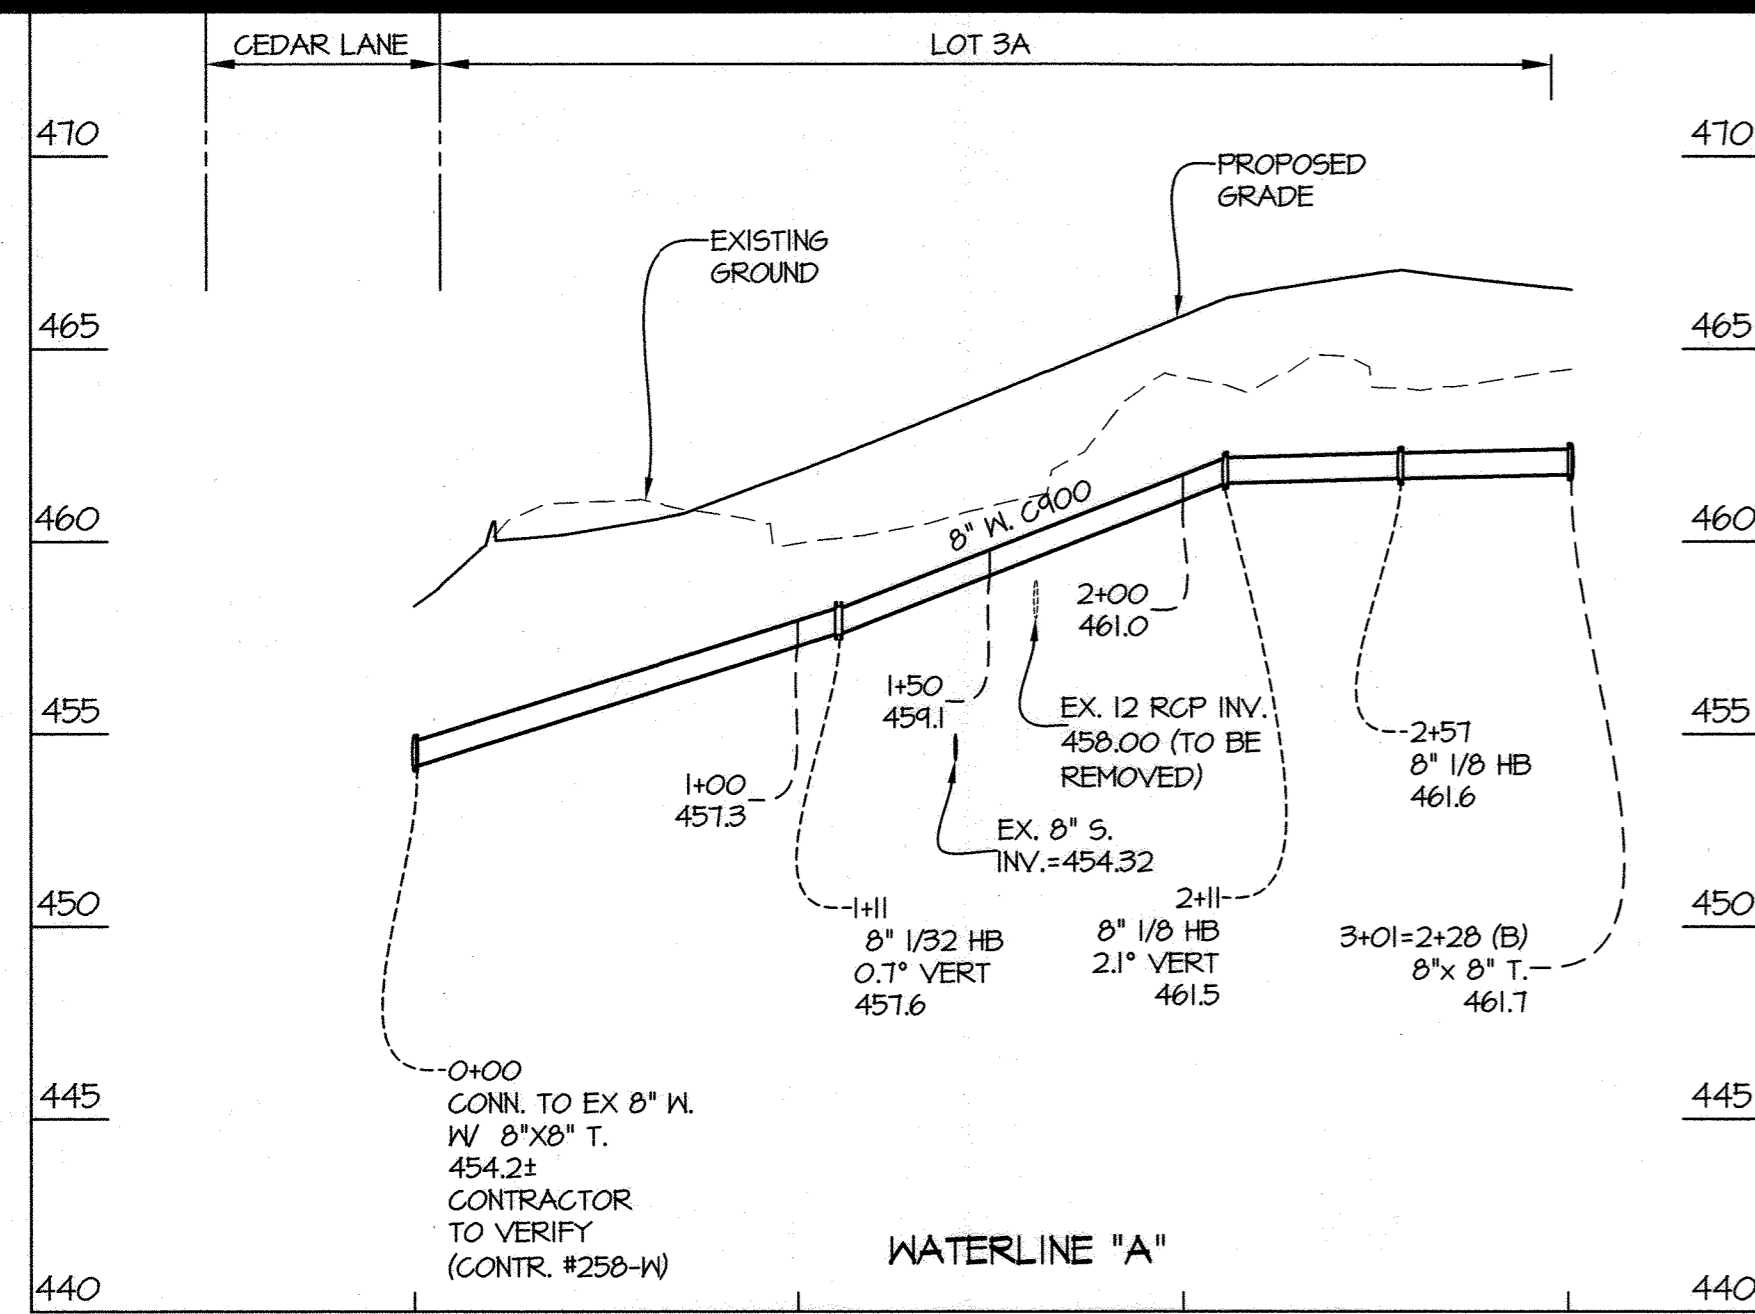 CEDAR LANE
LOT 3A
470
470
PROPOSED
GRADE
EXISTING
GROUND
465
465
460
460
8" W. C900
2+00
461.0
1+50
459.1
455
455
EX. 12 RCP INV.
458.00 (TO BE
REMOVED)
2+57
8" 1/8 HB
461.6
1+00
457.3
EX. 8" S.
INV.=454.32
450
450
1+11
8" 1/32 HB
0.7° VERT
457.6
2+11
8" 1/8 HB
2.1° VERT
461.5
3+01=2+28 (B)
8"x 8" T.
461.7
445
445
0+00
CONN. TO EX 8" W.
W/ 8"X8" T.
454.2±
CONTRACTOR
TO VERIFY
(CONTR. #258-W)
WATERLINE "A"
440
440